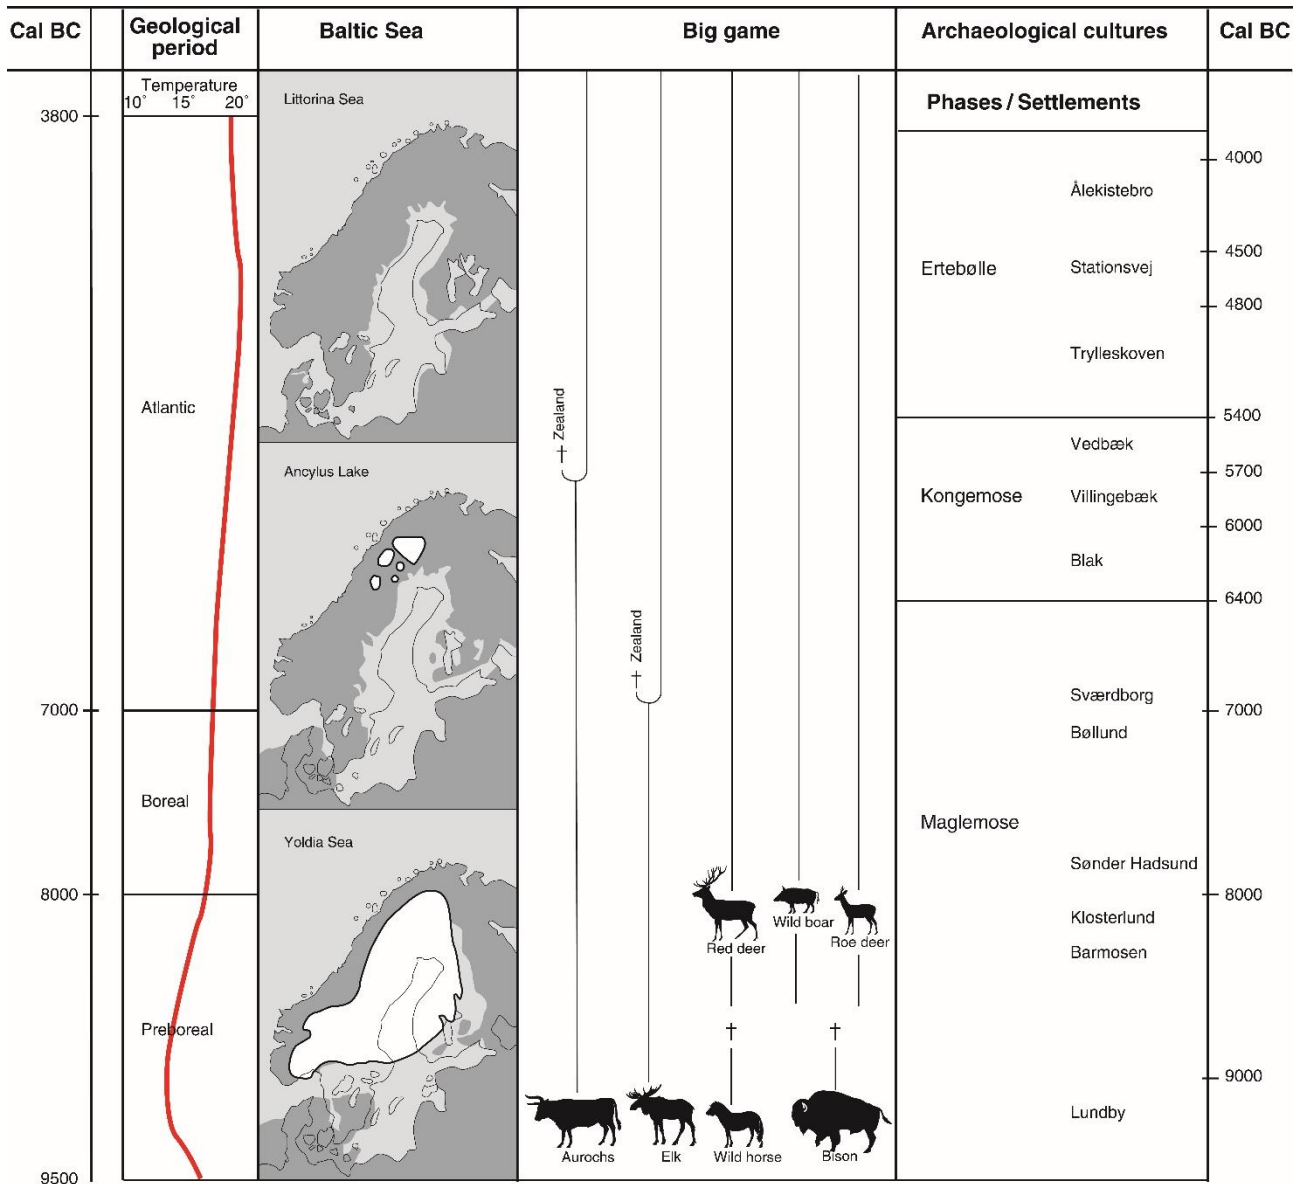 Cal BC
Geological
period
Baltic Sea
Big game
Archaeological cultures
Cal BC
Temperature
10° 15° 20°
3800
7000
8000
9500
Atlantic
Boreal
Preboreal
Littorina Sea
Ancylus Lake
Yoldia Sea
† Zealand
† Zealand
Red deer
Wild boar
Roe deer
†
†
Aurochs
Elk
Wild horse
Bison
Phases / Settlements
Ålekistebro
Ertebølle
Stationsvej
Trylleskoven
Vedbæk
Kongemose
Villingebæk
Blak
Sværdborg
Bøllund
Maglemose
Sønder Hadsund
Klosterlund
Barmosen
Lundby
4000
4500
4800
5400
5700
6000
6400
7000
8000
9000